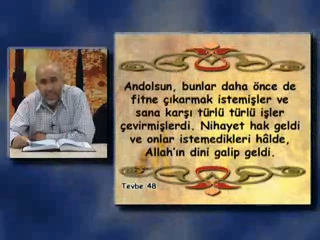 Andolsun, bunlar daha önce de
fitne çıkarmak istemişler ve
sana karşı türlü türlü işler
çevirmişlerdi. Nihayet hak geldi
ve onlar istemedikleri hâlde,
Allah'ın dini galip geldi.
Tevbe 48